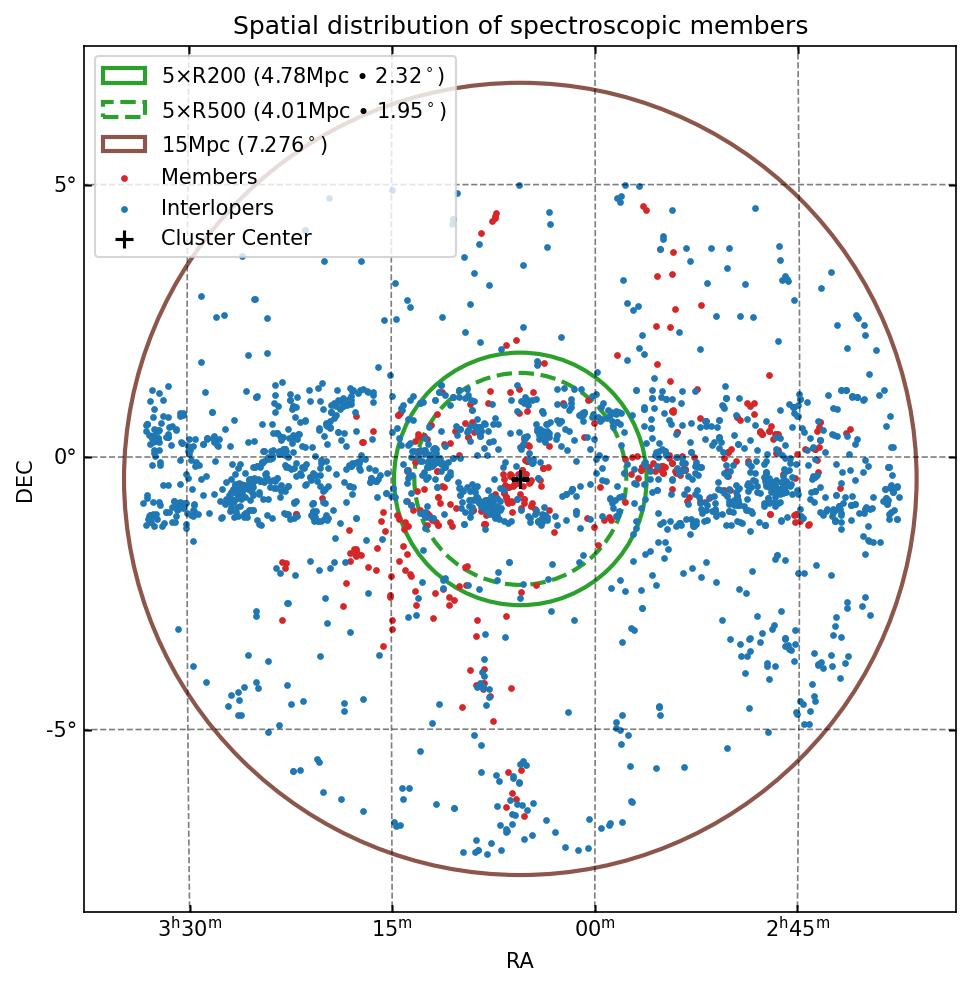 Spatial distribution of spectroscopic members
5×R200 (4.78Mpc • 2.32°)
5×R500 (4.01Mpc • 1.95°)
15Mpc (7.276°)
Members
Interlopers
Cluster Center
5°
0°
-5°
DEC
3ʰ30ᵐ 15ᵐ 00ᵐ 2ʰ45ᵐ
RA